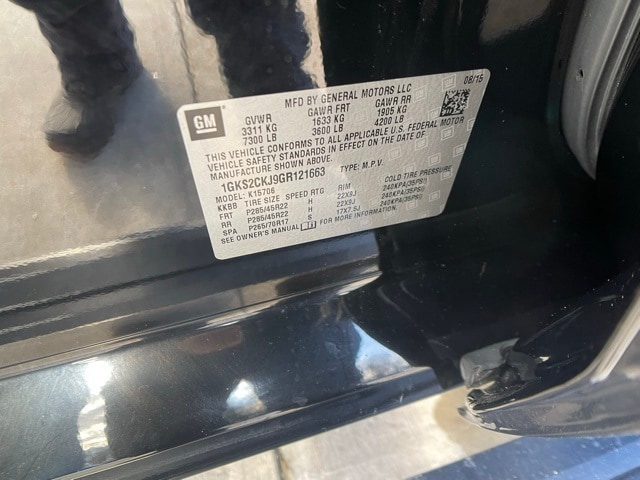 GM
MFD BY GENERAL MOTORS LLC 08/15
GVWR GAWR FRT GAWR RR
3311 KG 1633 KG 1905 KG
7300 LB 3600 LB 4200 LB
THIS VEHICLE CONFORMS TO ALL APPLICABLE U.S. FEDERAL MOTOR
VEHICLE SAFETY STANDARDS IN EFFECT ON THE DATE OF
MANUFACTURE SHOWN ABOVE.
1GKS2CKJ9GR121663 TYPE: M.P.V.
MODEL: K15706
KKBB TIRE SIZE SPEED RTG RIM COLD TIRE PRESSURE
FRT P285/45R22 H 22X9J 240KPA(35PSI)
RR P285/45R22 H 22X9J 240KPA(35PSI)
SPA P265/70R17 S 17X7.5J 240KPA(35PSI)
SEE OWNER'S MANUAL FOR MORE INFORMATION.